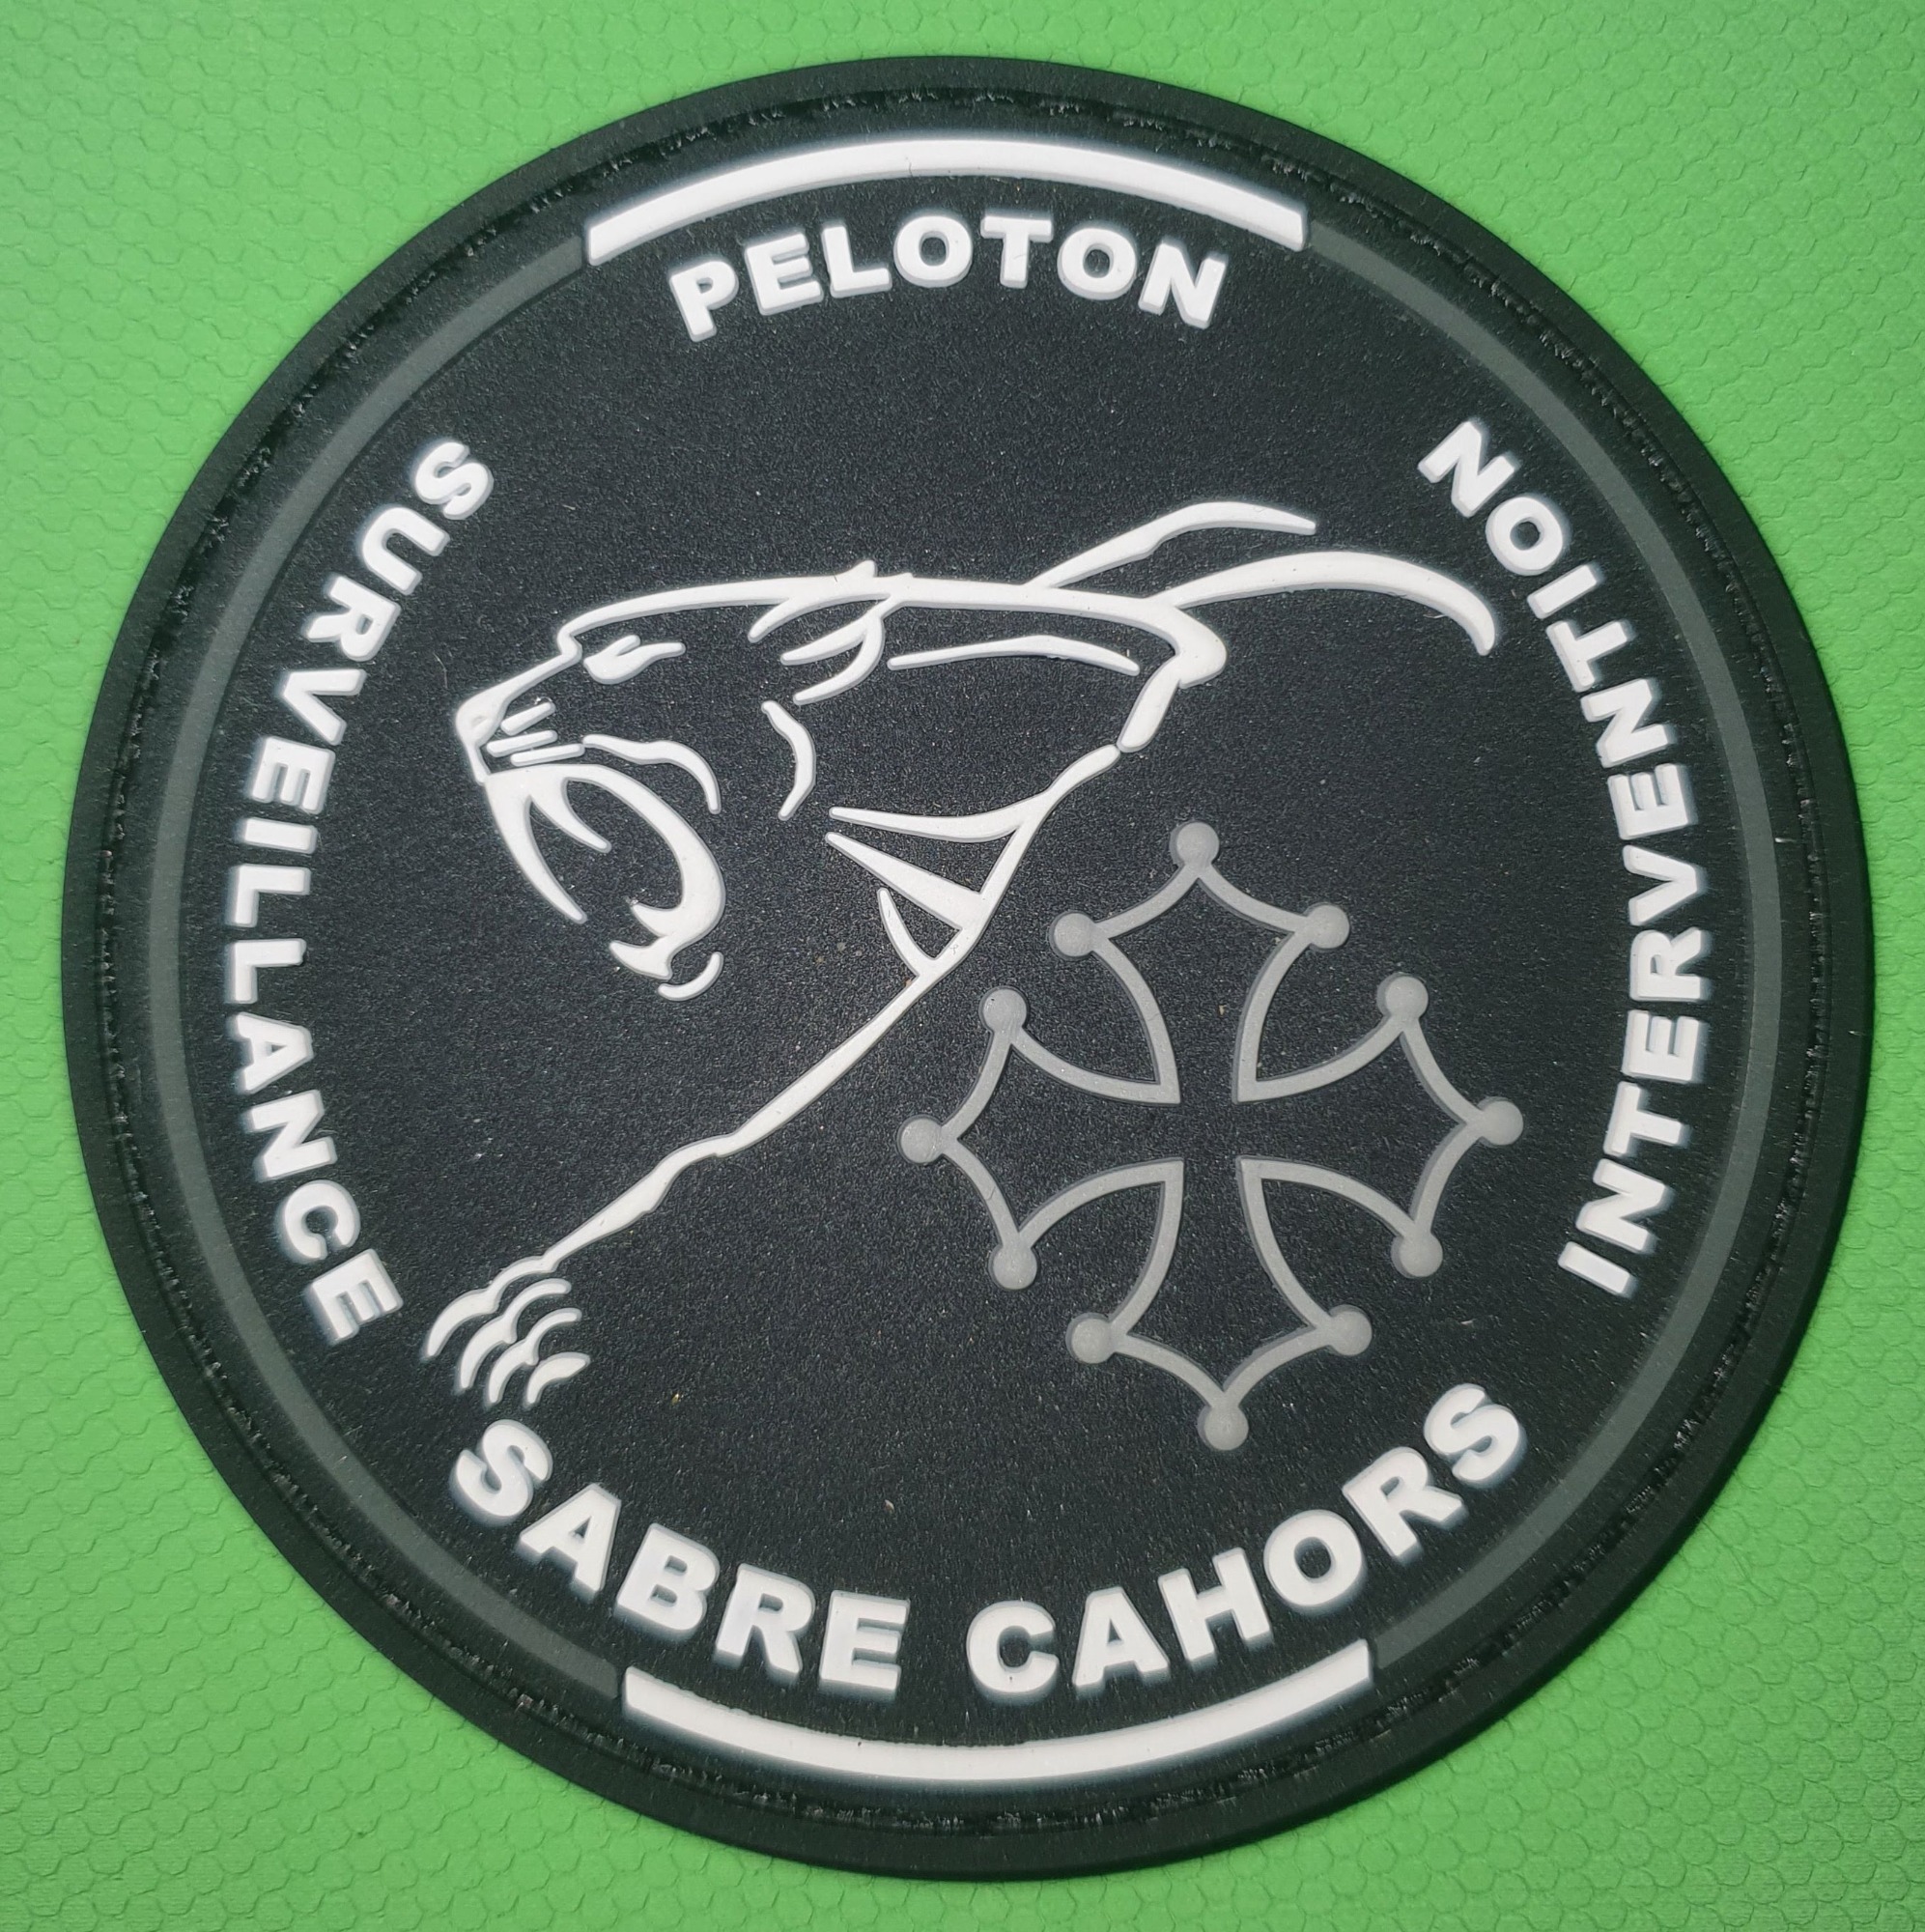 PELOTON
SURVEILLANCE
INTERVENTION
SABRE CAHORS